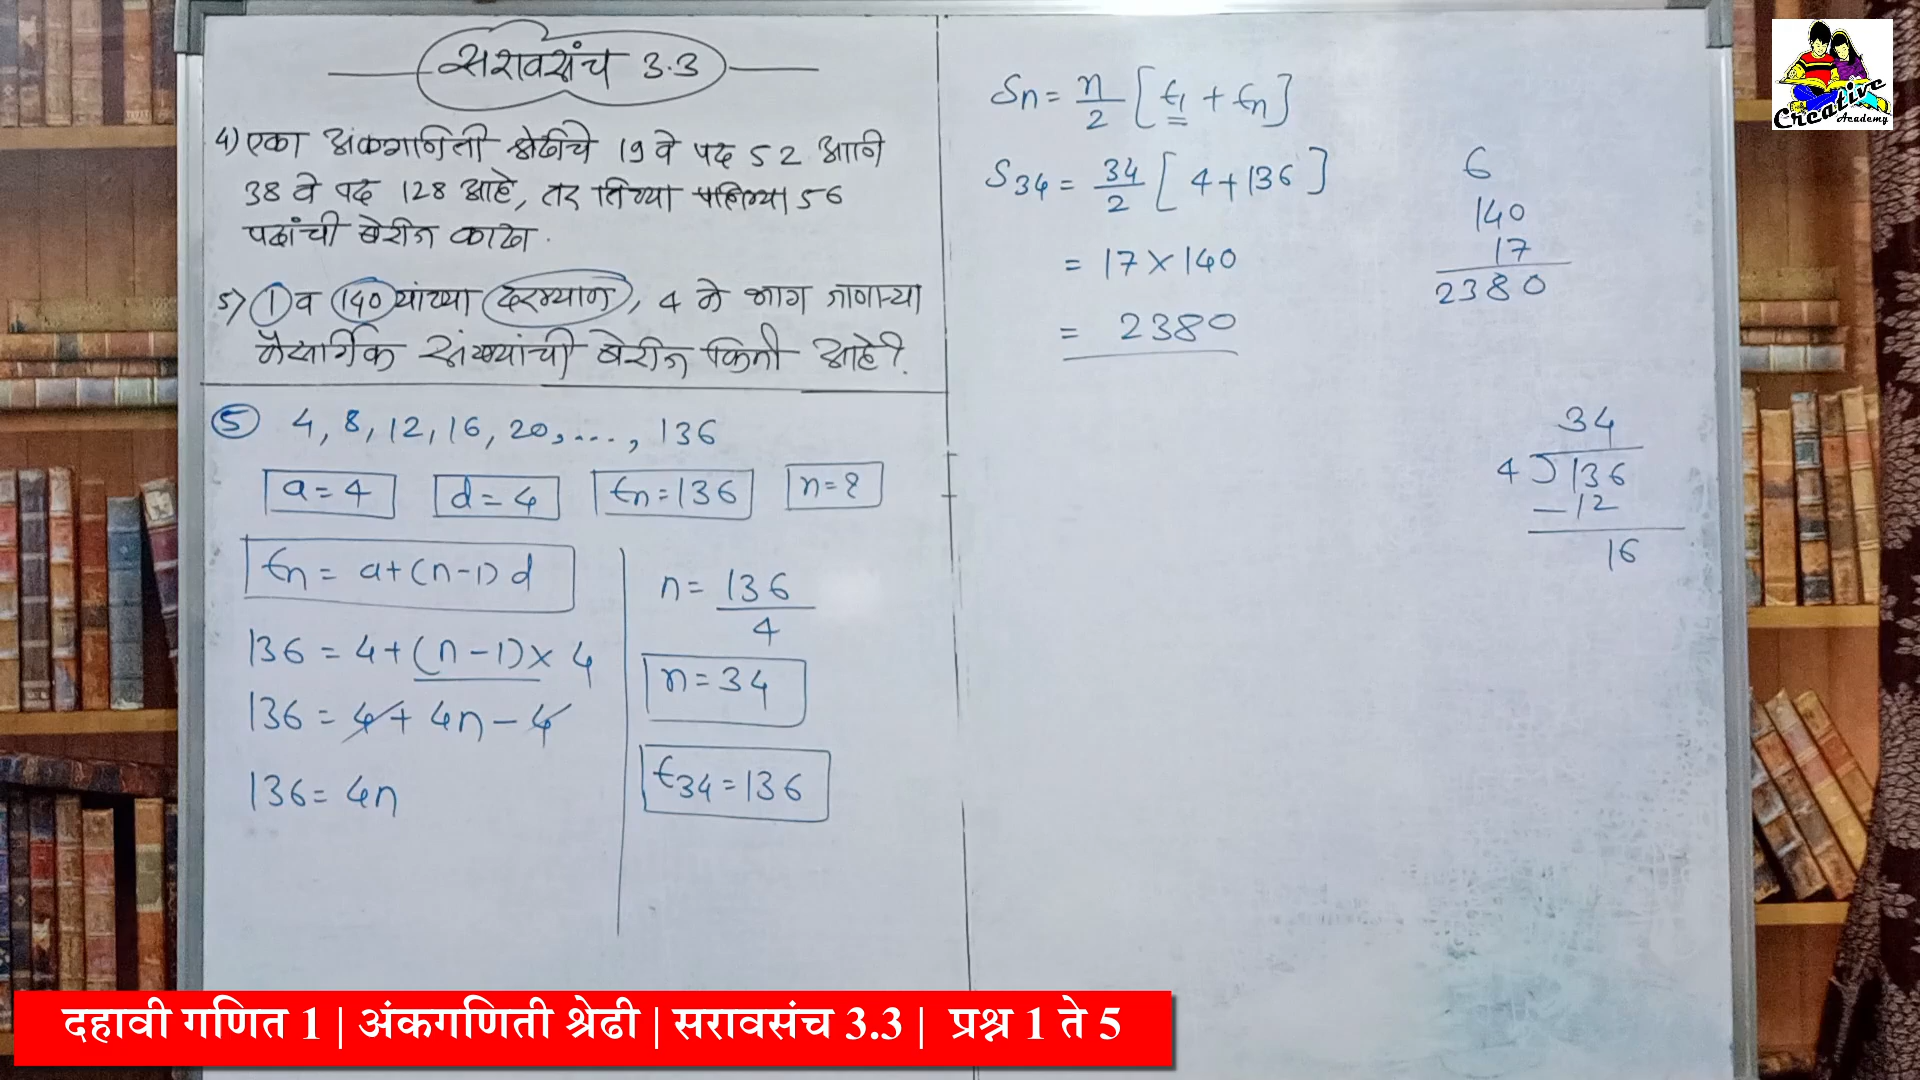 सरावसंच 3.3
4) एका अंकगणिती श्रेढीचे 19 वे पद 52 आणि
38 वे पद 128 आहे, तर तिच्या पहिल्या 56
पदांची बेरीज काढा.
5) 1 व 140 यांच्या दरम्यान, 4 ने भाग जाणाऱ्या
नैसर्गिक संख्यांची बेरीज किती आहे?
5 4, 8, 12, 16, 20, ...., 136
a = 4 d = 4 tn = 136 n = ?
tn = a+(n-1) d
136 = 4+(n-1)× 4
136 = 4+ 4n - 4
136 = 4n
n = 136
4
n = 34
t34 = 136
Sn = n/2 [t1 + tn]
S34 = 34/2 [4+136]
= 17 × 140
= 2380
6
140
17
2380
34
4 ) 136
- 12
16
Creative
Academy
दहावी गणित 1 | अंकगणिती श्रेढी | सरावसंच 3.3 | प्रश्न 1 ते 5